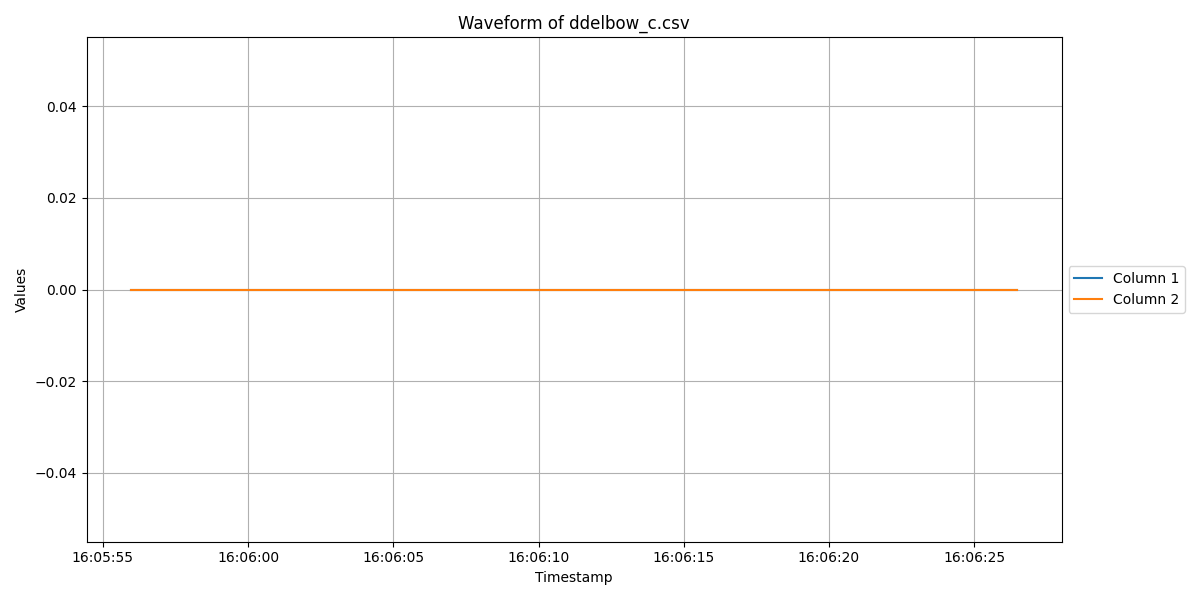 Waveform of ddelbow_c.csv
0.04
0.02
0.00
−0.02
−0.04
Values
16:05:55 16:06:00 16:06:05 16:06:10 16:06:15 16:06:20 16:06:25
Timestamp
Column 1
Column 2